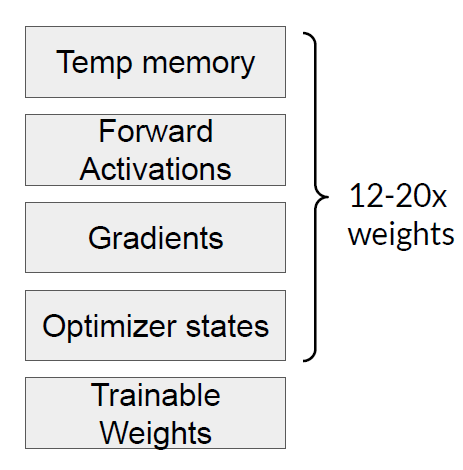 Temp memory
Forward
Activations
Gradients
Optimizer states
Trainable
Weights
12-20x
weights